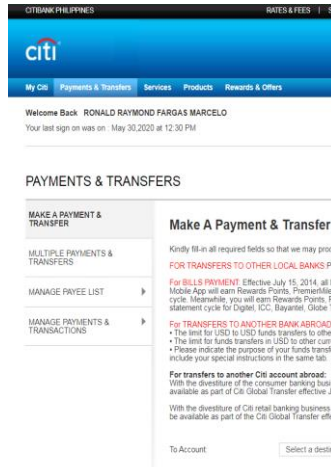 CITIBANK PHILIPPINES RATES & FEES | S
citi
My Citi Payments & Transfers Services Products Rewards & Offers
Welcome Back RONALD RAYMOND FARGAS MARCELO
Your last sign on was on : May 30,2020 at 12:30 PM
PAYMENTS & TRANSFERS
MAKE A PAYMENT &
TRANSFER
MULTIPLE PAYMENTS &
TRANSFERS
MANAGE PAYEE LIST
MANAGE PAYMENTS &
TRANSACTIONS
Make A Payment & Transfer
Kindly fill-in all required fields so that we may proc
FOR TRANSFERS TO OTHER LOCAL BANKS P
For BILLS PAYMENT: Effective July 15, 2014, all
Mobile App will earn Rewards Points, PremierMile
cycle. Meanwhile, you will earn Rewards Points, P
statement cycle for Digitel, ICC, Bayantel, Globe
For TRANSFERS TO ANOTHER BANK ABROAD
• The limit for USD to USD funds transfers to othe
• The limit for funds transfers in USD to other curr
• Please indicate the purpose of your funds transf
include your special instructions in the same tab.
For transfers to another Citi account abroad:
With the divestiture of the consumer banking busi
available as part of Citi Global Transfer effective J
With the divestiture of Citi retail banking business
be available as part of the Citi Global Transfer eff
To Account Select a desti